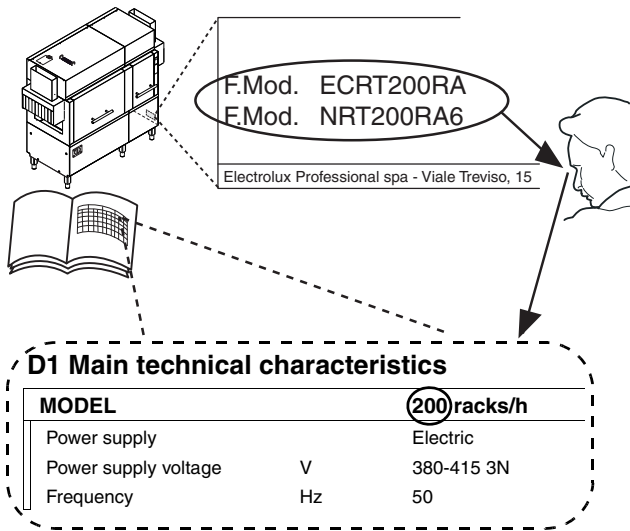 F.Mod. ECRT200RA
F.Mod. NRT200RA6
Electrolux Professional spa - Viale Treviso, 15
D1 Main technical characteristics
MODEL 200 racks/h
Power supply Electric
Power supply voltage V 380-415 3N
Frequency Hz 50